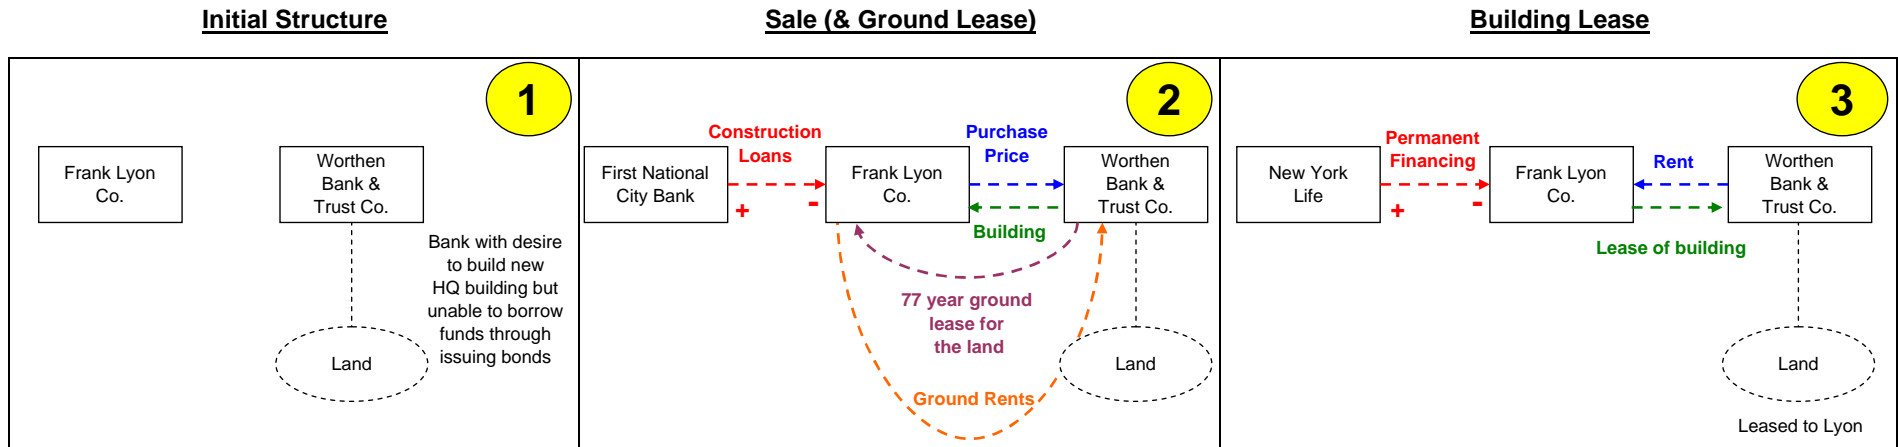 Initial Structure
Sale (& Ground Lease)
Building Lease
1
Frank Lyon
Co.
Worthen
Bank &
Trust Co.
Bank with desire
to build new
HQ building but
unable to borrow
funds through
issuing bonds
Land
2
Construction
Loans
Purchase
Price
First National
City Bank
Frank Lyon
Co.
Worthen
Bank &
Trust Co.
+
-
Building
77 year ground
lease for
the land
Land
Ground Rents
3
Permanent
Financing
Rent
New York
Life
Frank Lyon
Co.
Worthen
Bank &
Trust Co.
+
-
Lease of building
Land
Leased to Lyon